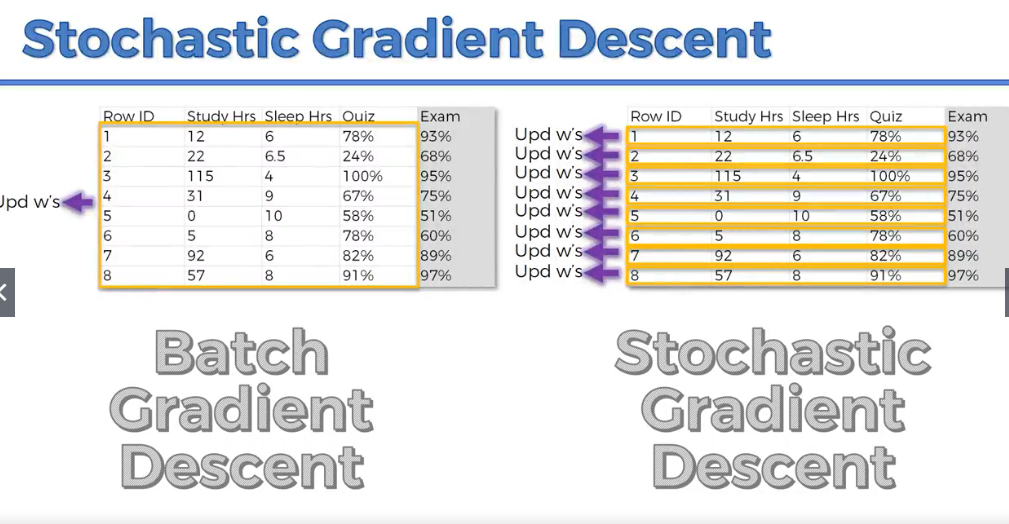 Stochastic Gradient Descent
Row ID Study Hrs Sleep Hrs Quiz Exam
1 12 6 78% 93%
2 22 6.5 24% 68%
3 115 4 100% 95%
4 31 9 67% 75%
5 0 10 58% 51%
6 5 8 78% 60%
7 92 6 82% 89%
8 57 8 91% 97%
Upd w's
Row ID Study Hrs Sleep Hrs Quiz Exam
Upd w's 1 12 6 78% 93%
Upd w's 2 22 6.5 24% 68%
Upd w's 3 115 4 100% 95%
Upd w's 4 31 9 67% 75%
Upd w's 5 0 10 58% 51%
Upd w's 6 5 8 78% 60%
Upd w's 7 92 6 82% 89%
Upd w's 8 57 8 91% 97%
Batch
Gradient
Descent
Stochastic
Gradient
Descent